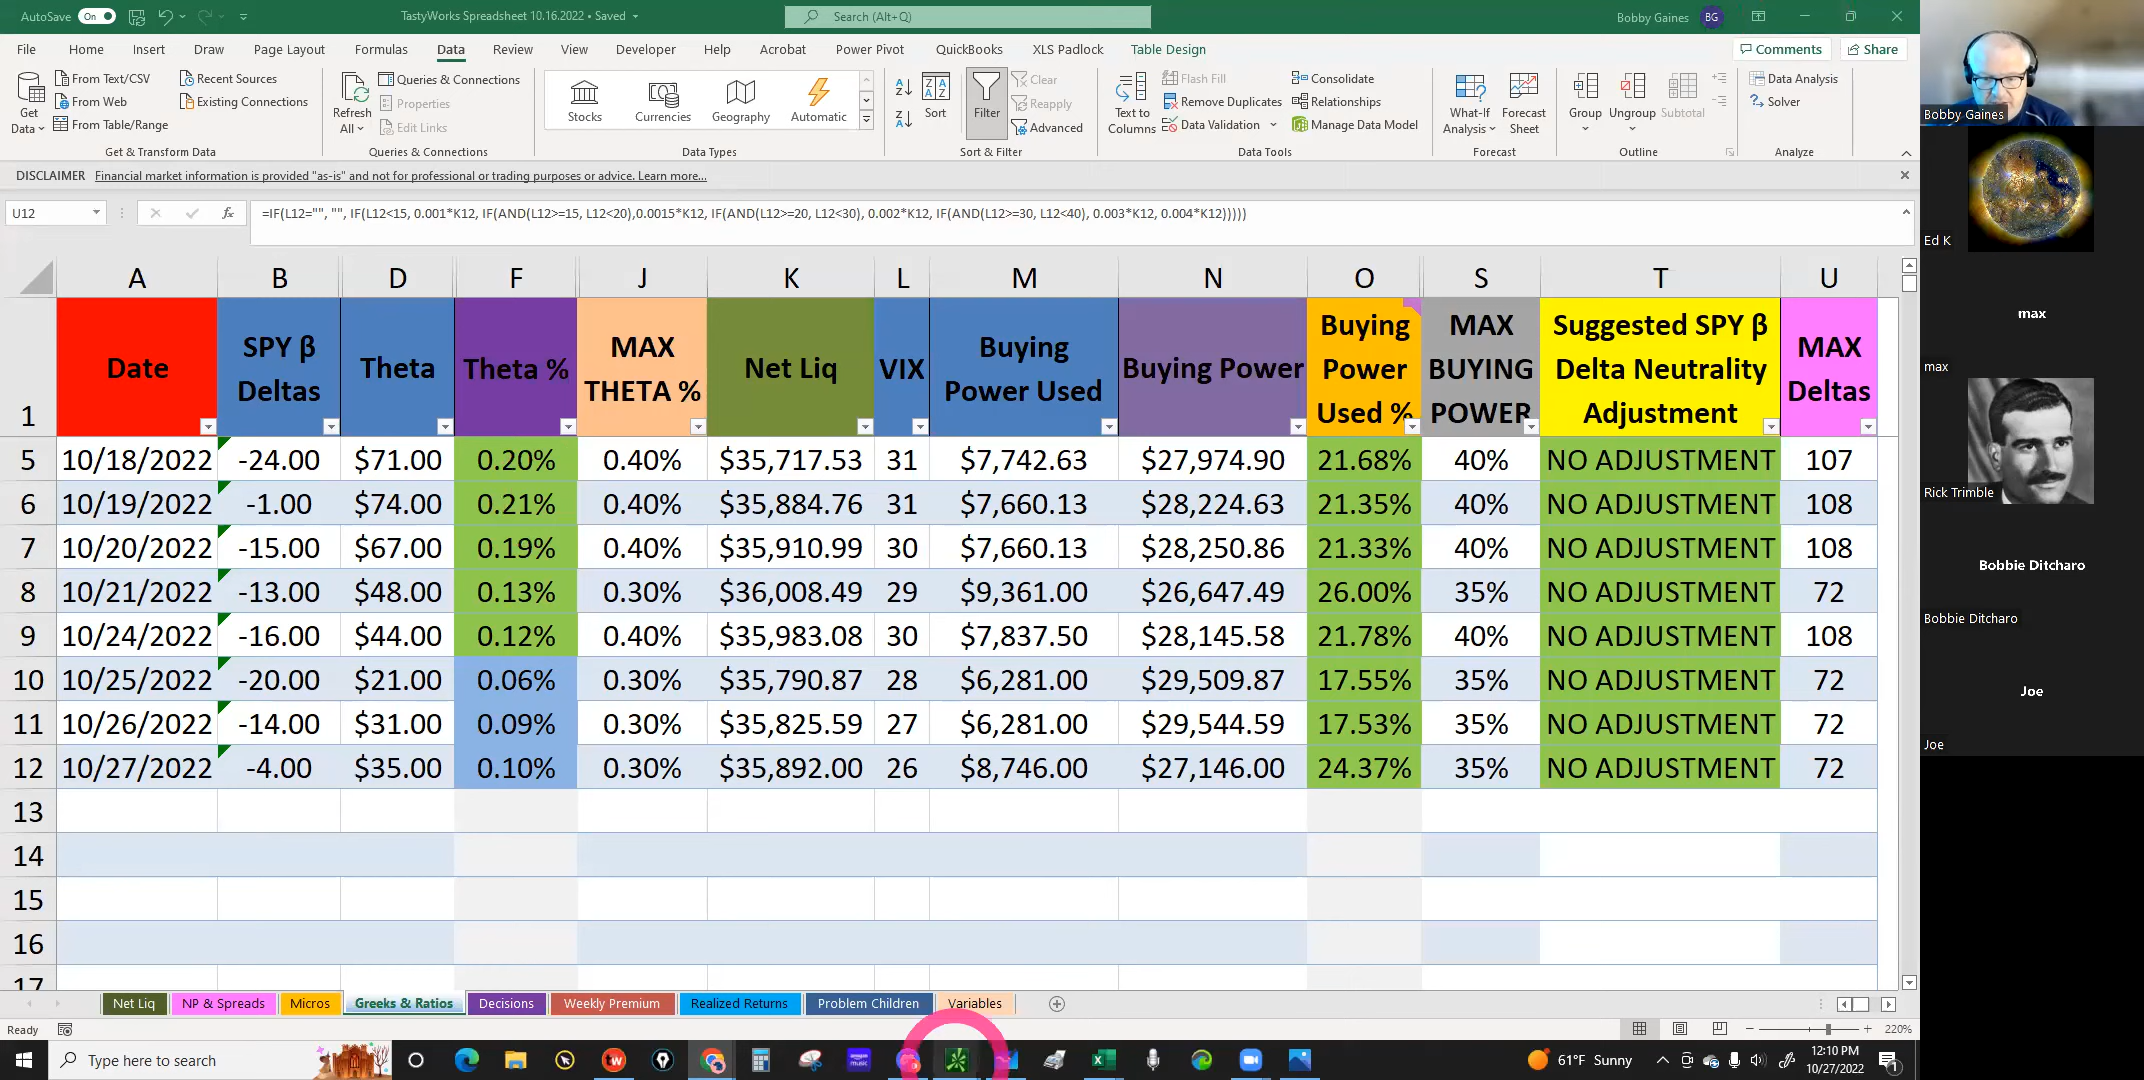 AutoSave On TastyWorks Spreadsheet 10.16.2022 • Saved Search (Alt+Q) Bobby Gaines BG
File Home Insert Draw Page Layout Formulas Data Review View Developer Help Acrobat Power Pivot QuickBooks XLS Padlock Table Design Comments Share
Get Data From Text/CSV From Web From Table/Range Recent Sources Existing Connections
Get & Transform Data
Refresh All Queries & Connections Properties Edit Links
Queries & Connections
Stocks Currencies Geography Automatic
Data Types
Sort Filter Clear Reapply Advanced
Sort & Filter
Text to Columns Flash Fill Remove Duplicates Data Validation Consolidate Relationships Manage Data Model
Data Tools
What-If Analysis Forecast Sheet
Forecast
Group Ungroup Subtotal
Outline
Data Analysis Solver
Analyze
DISCLAIMER Financial market information is provided "as-is" and not for professional or trading purposes or advice. Learn more...
U12 fx =IF(L12="", "", IF(L12<15, 0.001*K12, IF(AND(L12>=15, L12<20),0.0015*K12, IF(AND(L12>=20, L12<30), 0.002*K12, IF(AND(L12>=30, L12<40), 0.003*K12, 0.004*K12)))))
A B D F J K L M N O S T U
1 Date SPY β Deltas Theta Theta % MAX THETA % Net Liq VIX Buying Power Used Buying Power Buying Power Used % MAX BUYING POWER Suggested SPY β Delta Neutrality Adjustment MAX Deltas
5 10/18/2022 -24.00 $71.00 0.20% 0.40% $35,717.53 31 $7,742.63 $27,974.90 21.68% 40% NO ADJUSTMENT 107
6 10/19/2022 -1.00 $74.00 0.21% 0.40% $35,884.76 31 $7,660.13 $28,224.63 21.35% 40% NO ADJUSTMENT 108
7 10/20/2022 -15.00 $67.00 0.19% 0.40% $35,910.99 30 $7,660.13 $28,250.86 21.33% 40% NO ADJUSTMENT 108
8 10/21/2022 -13.00 $48.00 0.13% 0.30% $36,008.49 29 $9,361.00 $26,647.49 26.00% 35% NO ADJUSTMENT 72
9 10/24/2022 -16.00 $44.00 0.12% 0.40% $35,983.08 30 $7,837.50 $28,145.58 21.78% 40% NO ADJUSTMENT 108
10 10/25/2022 -20.00 $21.00 0.06% 0.30% $35,790.87 28 $6,281.00 $29,509.87 17.55% 35% NO ADJUSTMENT 72
11 10/26/2022 -14.00 $31.00 0.09% 0.30% $35,825.59 27 $6,281.00 $29,544.59 17.53% 35% NO ADJUSTMENT 72
12 10/27/2022 -4.00 $35.00 0.10% 0.30% $35,892.00 26 $8,746.00 $27,146.00 24.37% 35% NO ADJUSTMENT 72
13
14
15
16
17
Net Liq NP & Spreads Micros Greeks & Ratios Decisions Weekly Premium Realized Returns Problem Children Variables
Ready 220%
Type here to search tw amazon music 61°F Sunny 12:10 PM
10/27/2022 1
Bobby Gaines
Ed K
max
max
Rick Trimble
Bobbie Ditcharo
Bobbie Ditcharo
Joe
Joe